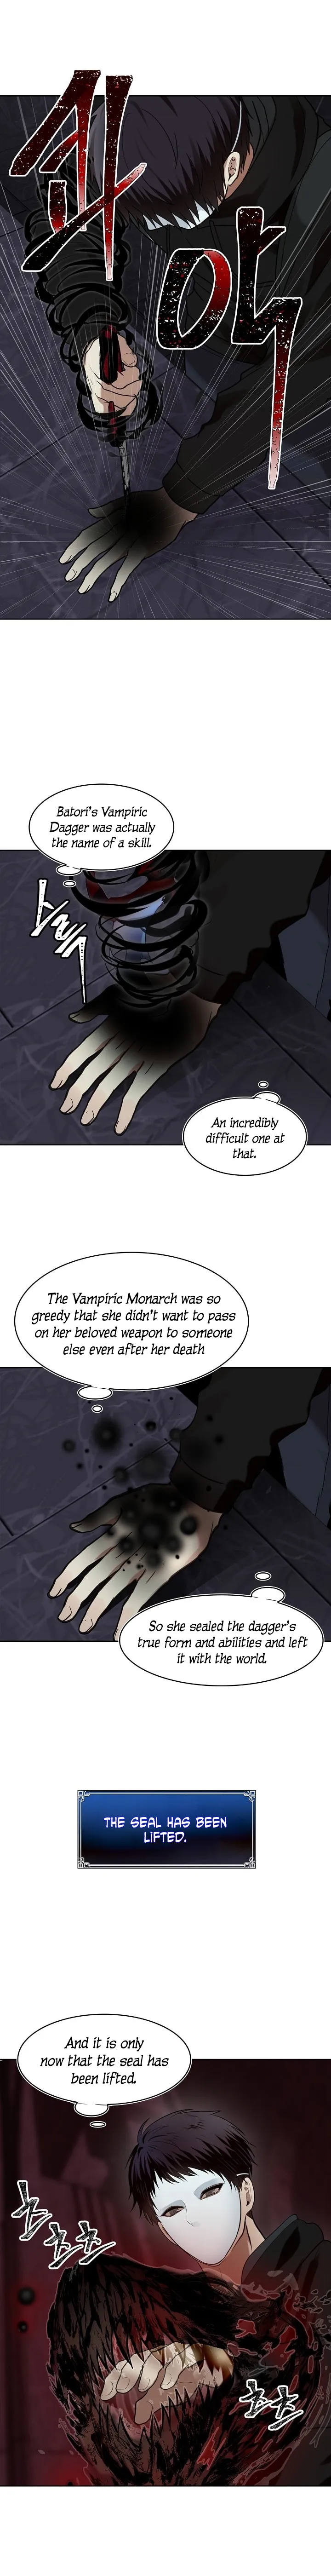 싸
악
Batori's Vampiric
Dagger was actually
the name of a skill.
An incredibly
difficult one at
that.
The Vampiric Monarch was so
greedy that she didn't want to pass
on her beloved weapon to someone
else even after her death
So she sealed the dagger's
true form and abilities and left
it with the world.
THE SEAL HAS BEEN
LIFTED.
And it is only
now that the seal has
been lifted.